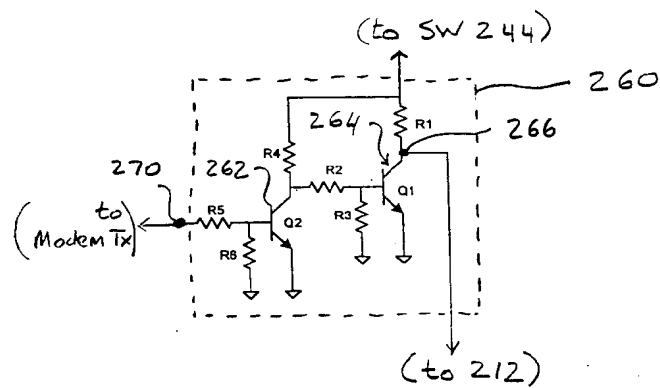 (to SW 244)
260
264
R1
266
R4
262
270
R2
Q1
to
(Modem Tx)
R5
Q2
R3
R6
(to 212)